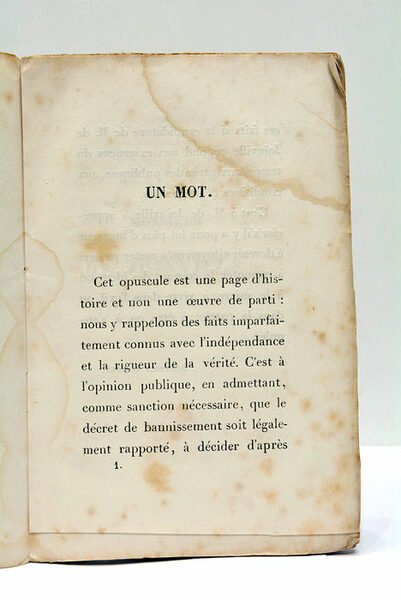 UN MOT.
Cet opuscule est une page d'his-
toire et non une œuvre de parti :
nous y rappelons des faits imparfai-
tement connus avec l'indépendance
et la rigueur de la vérité. C'est à
l'opinion publique, en admettant,
comme sanction nécessaire, que le
décret de bannissement soit légale-
ment rapporté, à décider d'après
1.